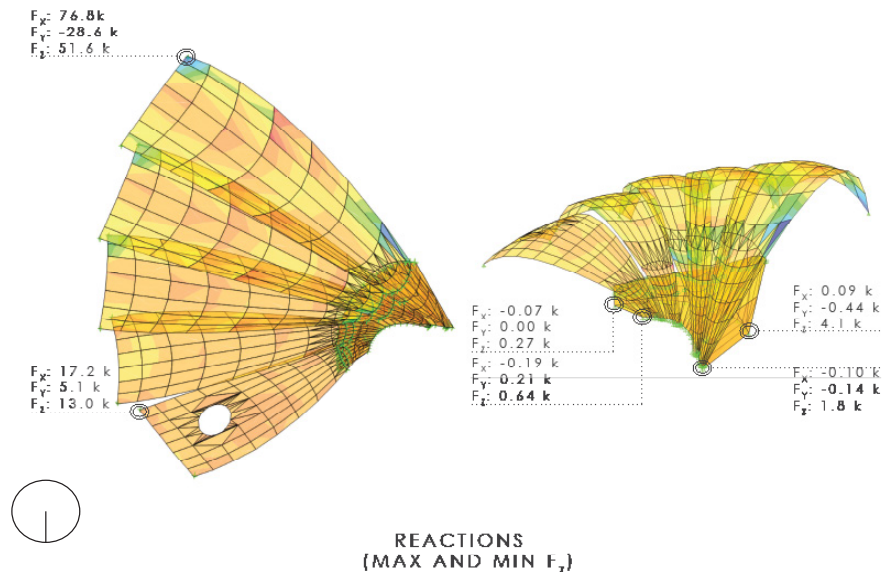 Fx: 76.8k
FY: -28.6 k
Fz: 51.6 k
Fx: 17.2 k
FY: 5.1 k
Fz: 13.0 k
Fx: -0.07 k
FY: 0.00 k
Fz: 0.27 k
Fx: -0.19 k
FY: 0.21 k
Fz: 0.64 k
Fx: 0.09 k
FY: -0.44 k
Fz: 4.1 k
Fx: -0.10 k
FY: -0.14 k
Fz: 1.8 k
REACTIONS
(MAX AND MIN Fz)